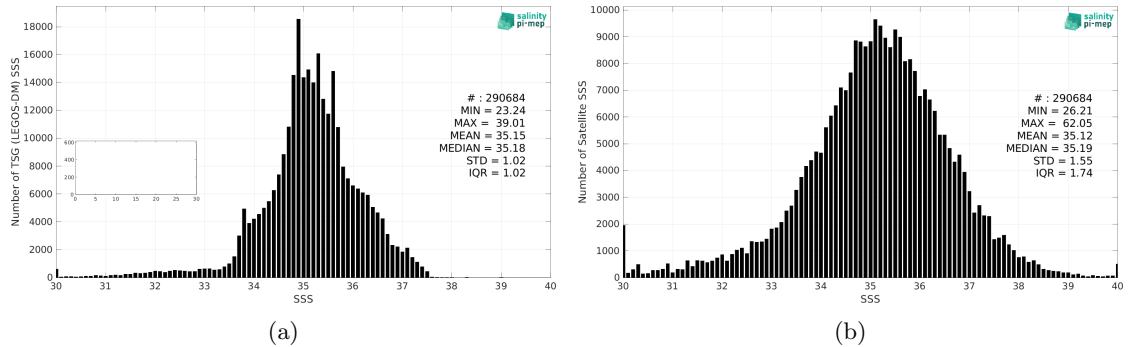 Number of TSG (LEGOS-DM) SSS
18000
16000
14000
12000
10000
8000
6000
4000
2000
0
salinity
pi-mep
# : 290684
MIN = 23.24
MAX = 39.01
MEAN = 35.15
MEDIAN = 35.18
STD = 1.02
IQR = 1.02
600
400
200
0
0 5 10 15 20 25 30
30 31 32 33 34 35 36 37 38 39 40
SSS
(a)
Number of Satellite SSS
10000
9000
8000
7000
6000
5000
4000
3000
2000
1000
0
salinity
pi-mep
# : 290684
MIN = 26.21
MAX = 62.05
MEAN = 35.12
MEDIAN = 35.19
STD = 1.55
IQR = 1.74
30 31 32 33 34 35 36 37 38 39 40
SSS
(b)